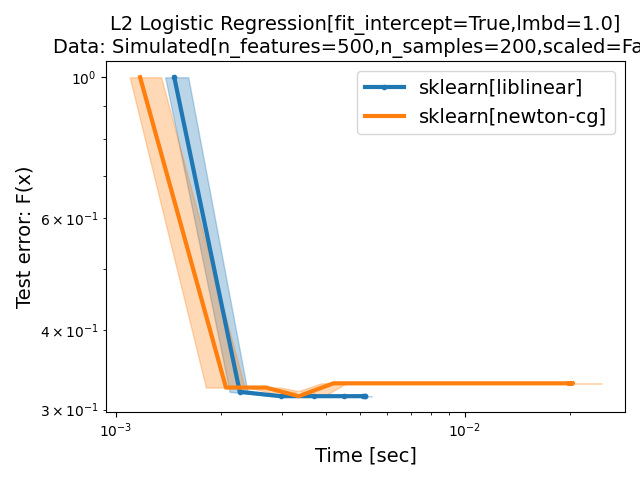 L2 Logistic Regression[fit_intercept=True,lmbd=1.0]
Data: Simulated[n_features=500,n_samples=200,scaled=Fa
Test error: F(x)
10⁰
6 × 10⁻¹
4 × 10⁻¹
3 × 10⁻¹
sklearn[liblinear]
sklearn[newton-cg]
10⁻³
10⁻²
Time [sec]